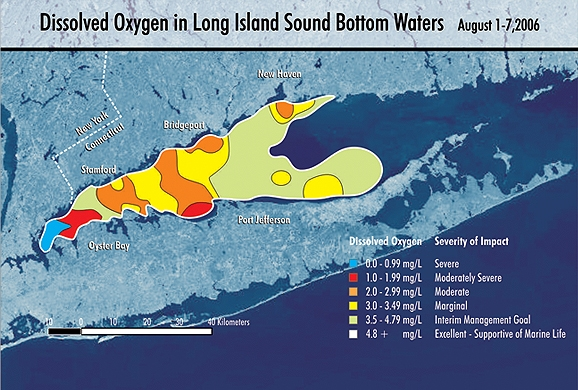 Dissolved Oxygen in Long Island Sound Bottom Waters August 1-7,2006
New Haven
New York
Connecticut
Bridgeport
Stamford
Port Jefferson
Oyster Bay
Dissolved Oxygen Severity of Impact
0.0 - 0.99 mg/L Severe
1.0 - 1.99 mg/L Moderately Severe
2.0 - 2.99 mg/L Moderate
3.0 - 3.49 mg/L Marginal
3.5 - 4.79 mg/L Interim Management Goal
4.8 + mg/L Excellent - Supportive of Marine Life
10 0 10 20 30 40 Kilometers